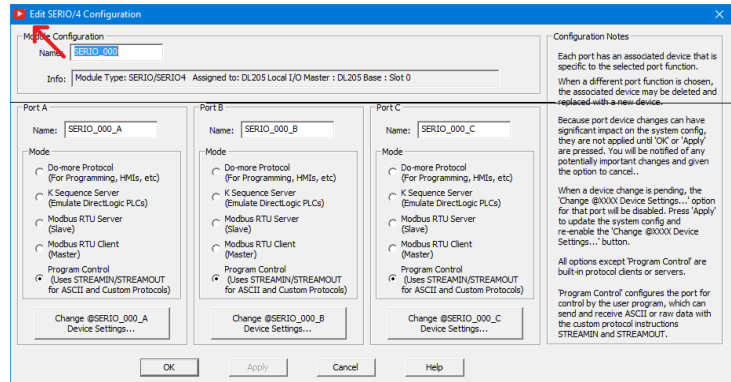 Edit SERIO/4 Configuration
Module Configuration
Name: SERIO_000
Info: Module Type: SERIO/SERIO4 Assigned to: DL205 Local I/O Master : DL205 Base : Slot 0
Port A
Name: SERIO_000_A
Mode
Do-more Protocol
(For Programming, HMIs, etc)
K Sequence Server
(Emulate DirectLogic PLCs)
Modbus RTU Server
(Slave)
Modbus RTU Client
(Master)
Program Control
(Uses STREAMIN/STREAMOUT
for ASCII and Custom Protocols)
Change @SERIO_000_A
Device Settings...
Port B
Name: SERIO_000_B
Mode
Do-more Protocol
(For Programming, HMIs, etc)
K Sequence Server
(Emulate DirectLogic PLCs)
Modbus RTU Server
(Slave)
Modbus RTU Client
(Master)
Program Control
(Uses STREAMIN/STREAMOUT
for ASCII and Custom Protocols)
Change @SERIO_000_B
Device Settings...
Port C
Name: SERIO_000_C
Mode
Do-more Protocol
(For Programming, HMIs, etc)
K Sequence Server
(Emulate DirectLogic PLCs)
Modbus RTU Server
(Slave)
Modbus RTU Client
(Master)
Program Control
(Uses STREAMIN/STREAMOUT
for ASCII and Custom Protocols)
Change @SERIO_000_C
Device Settings...
Configuration Notes
Each port has an associated device that is
specific to the selected port function.
When a different port function is chosen,
the associated device may be deleted and
replaced with a new device.
Because port device changes can have
significant impact on the system config,
they are not applied until 'OK' or 'Apply'
are pressed. You will be notified of any
potentially important changes and given
the option to cancel..
When a device change is pending, the
'Change @XXXX Device Settings...' option
for that port will be disabled. Press 'Apply'
to update the system config and
re-enable the 'Change @XXXX Device
Settings...' button.
All options except 'Program Control' are
built-in protocol clients or servers.
'Program Control' configures the port for
control by the user program, which can
send and receive ASCII or raw data with
the custom protocol instructions
STREAMIN and STREAMOUT.
OK
Apply
Cancel
Help